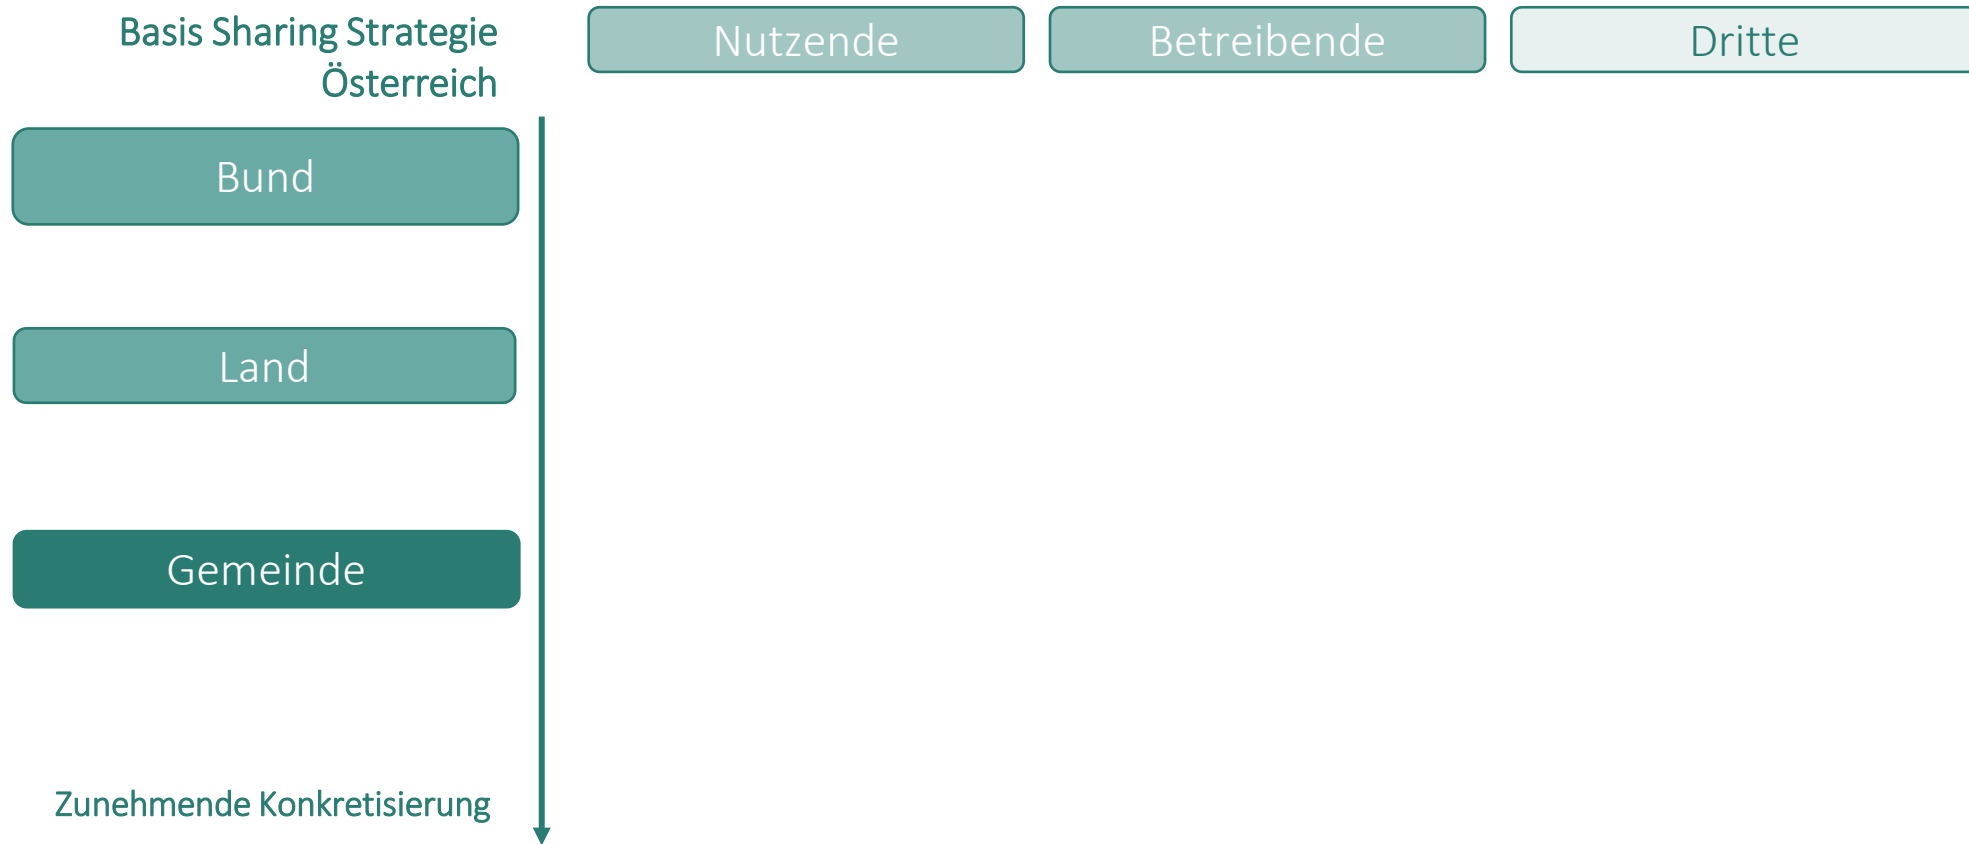 Basis Sharing Strategie
Österreich
Nutzende
Betreibende
Dritte
Bund
Land
Gemeinde
Zunehmende Konkretisierung